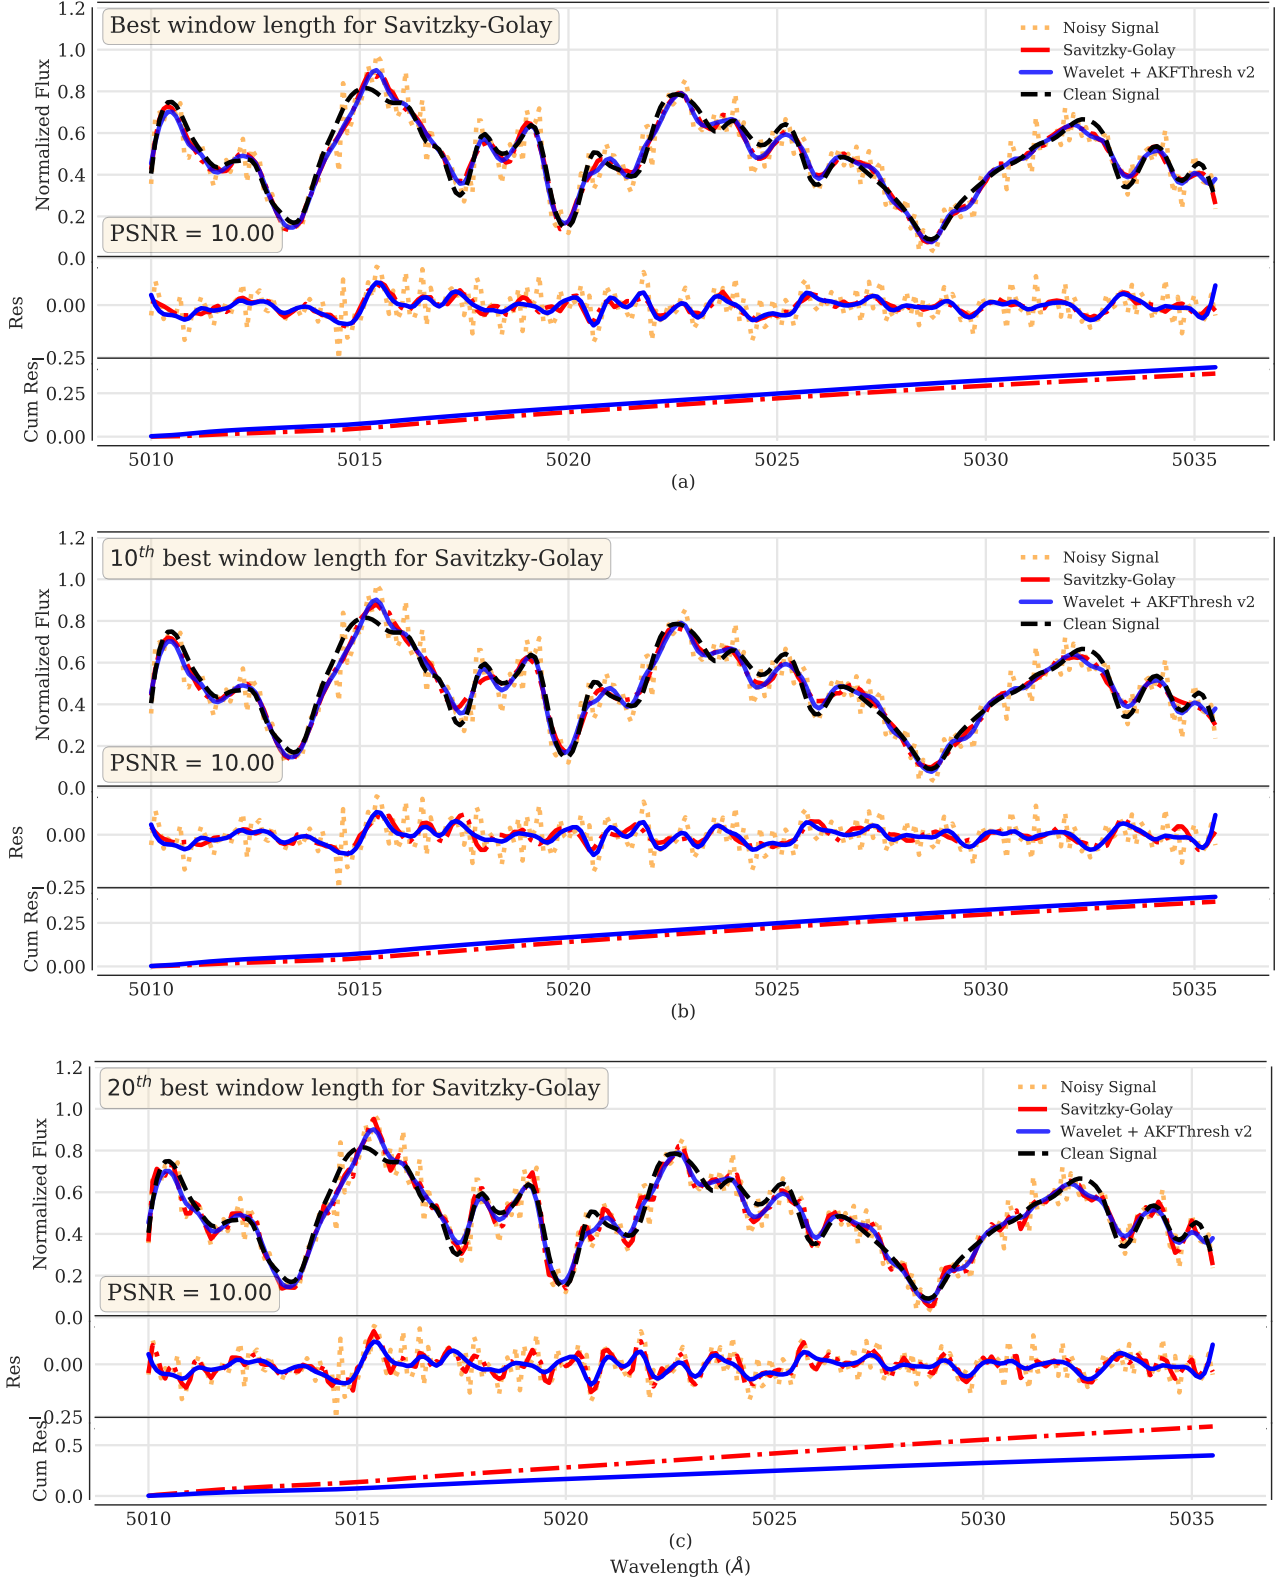 Best window length for Savitzky-Golay
Noisy Signal
Savitzky-Golay
Wavelet + AKFThresh v2
Clean Signal
PSNR = 10.00
Normalized Flux
1.2
1.0
0.8
0.6
0.4
0.2
0.0
Res
0.00
−0.25
Cum Res
0.25
0.00
5010 5015 5020 5025 5030 5035
(a)
10th best window length for Savitzky-Golay
Noisy Signal
Savitzky-Golay
Wavelet + AKFThresh v2
Clean Signal
PSNR = 10.00
Normalized Flux
1.2
1.0
0.8
0.6
0.4
0.2
0.0
Res
0.00
−0.25
Cum Res
0.25
0.00
5010 5015 5020 5025 5030 5035
(b)
20th best window length for Savitzky-Golay
Noisy Signal
Savitzky-Golay
Wavelet + AKFThresh v2
Clean Signal
PSNR = 10.00
Normalized Flux
1.2
1.0
0.8
0.6
0.4
0.2
0.0
Res
0.00
−0.25
Cum Res
0.5
0.0
5010 5015 5020 5025 5030 5035
(c)
Wavelength (Å)